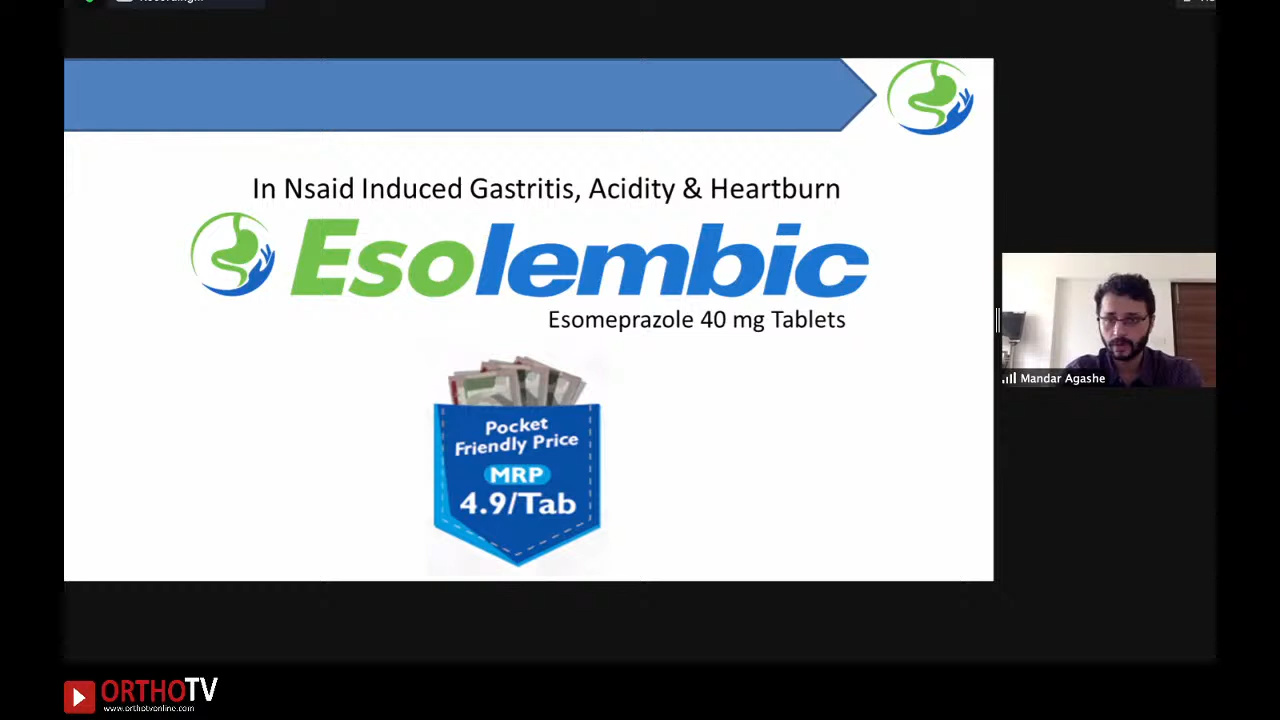 In Nsaid Induced Gastritis, Acidity & Heartburn
Esolembic
Esomeprazole 40 mg Tablets
Pocket
Friendly Price
MRP
4.9/Tab
Mandar Agashe
ORTHOTV
www.orthotvonline.com